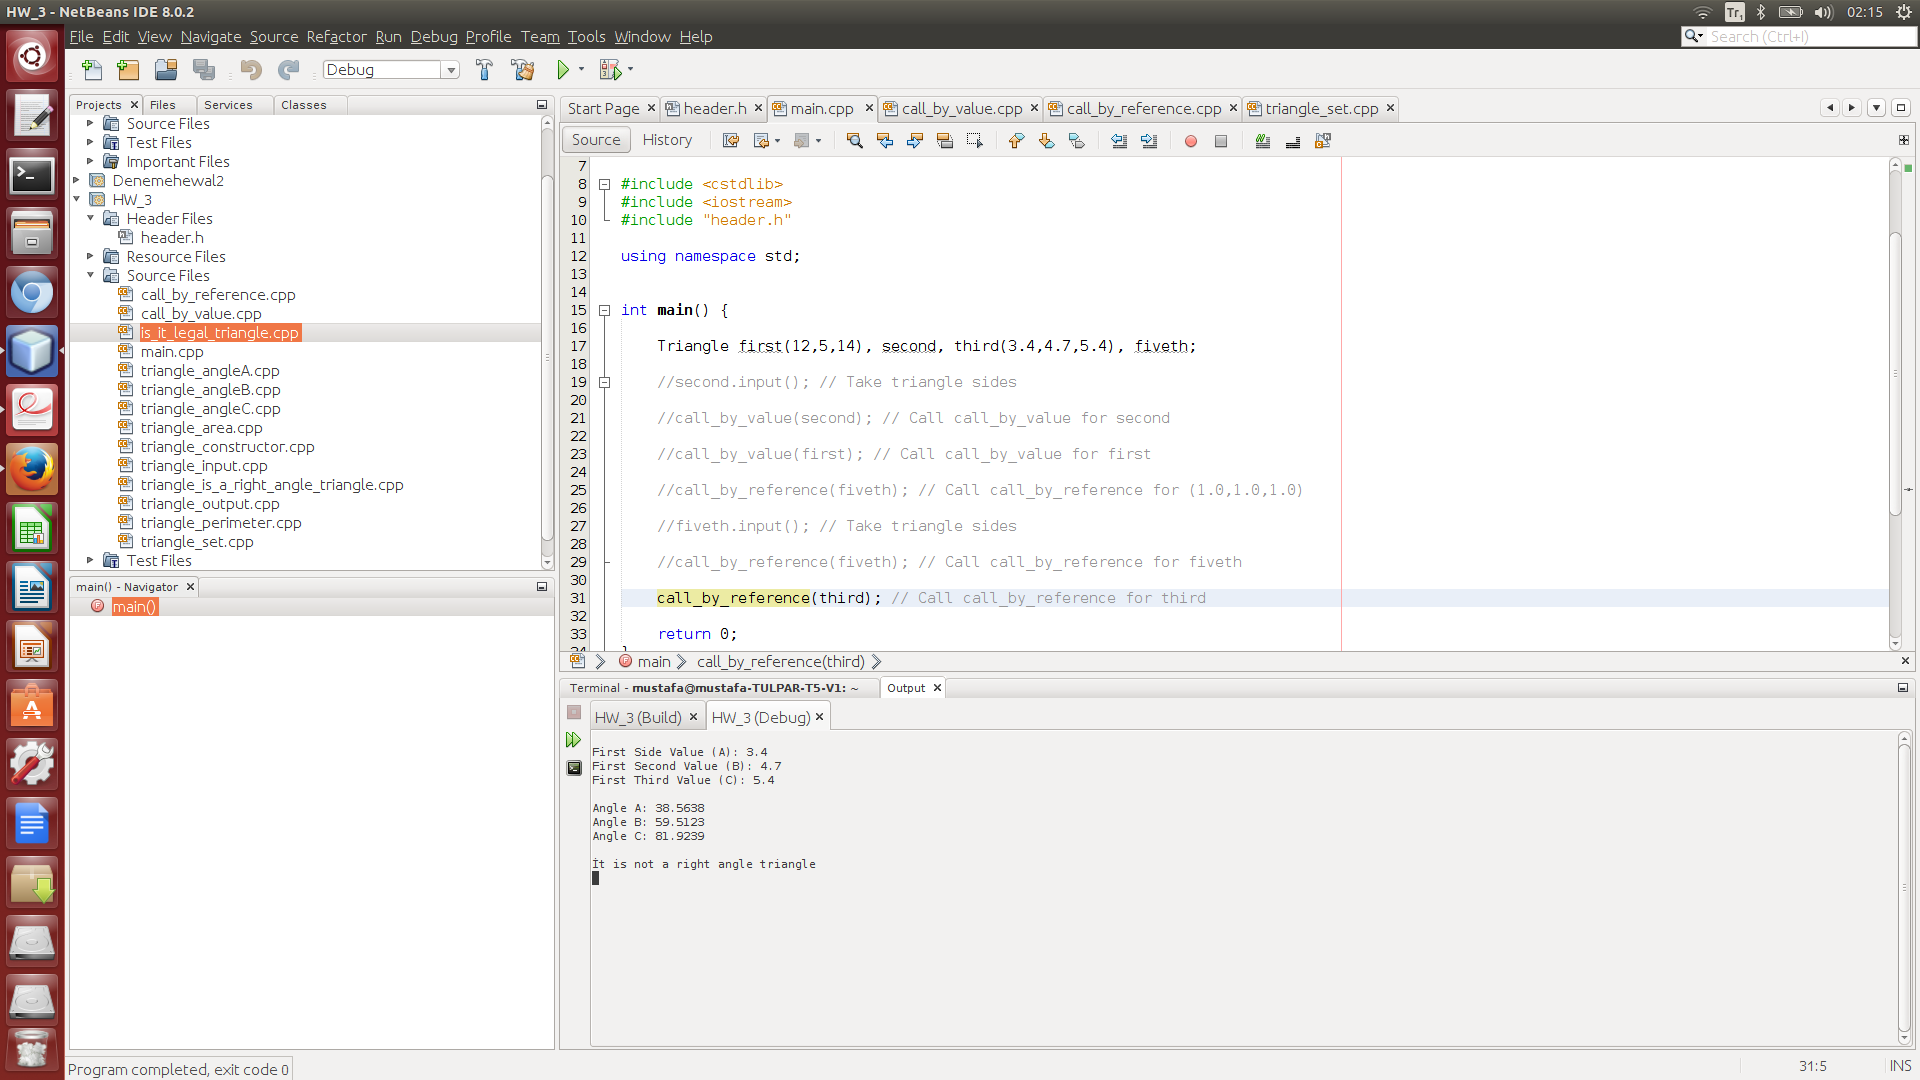 HW_3 - NetBeans IDE 8.0.2
Tr1 02:15
File Edit View Navigate Source Refactor Run Debug Profile Team Tools Window Help
Search (Ctrl+I)
Debug
Projects Files Services Classes
Source Files
Test Files
Important Files
Denemehewal2
HW_3
Header Files
header.h
Resource Files
Source Files
call_by_reference.cpp
call_by_value.cpp
is_it_legal_triangle.cpp
main.cpp
triangle_angleA.cpp
triangle_angleB.cpp
triangle_angleC.cpp
triangle_area.cpp
triangle_constructor.cpp
triangle_input.cpp
triangle_is_a_right_angle_triangle.cpp
triangle_output.cpp
triangle_perimeter.cpp
triangle_set.cpp
Test Files
main() - Navigator
main()
Start Page header.h main.cpp call_by_value.cpp call_by_reference.cpp triangle_set.cpp
Source History
7
8 #include <cstdlib>
9 #include <iostream>
10 #include "header.h"
11
12 using namespace std;
13
14
15 int main() {
16
17 Triangle first(12,5,14), second, third(3.4,4.7,5.4), fiveth;
18
19 //second.input(); // Take triangle sides
20
21 //call_by_value(second); // Call call_by_value for second
22
23 //call_by_value(first); // Call call_by_value for first
24
25 //call_by_reference(fiveth); // Call call_by_reference for (1.0,1.0,1.0)
26
27 //fiveth.input(); // Take triangle sides
28
29 //call_by_reference(fiveth); // Call call_by_reference for fiveth
30
31 call_by_reference(third); // Call call_by_reference for third
32
33 return 0;
main call_by_reference(third)
Terminal - mustafa@mustafa-TULPAR-T5-V1: ~ Output
HW_3 (Build) HW_3 (Debug)
First Side Value (A): 3.4
First Second Value (B): 4.7
First Third Value (C): 5.4
Angle A: 38.5638
Angle B: 59.5123
Angle C: 81.9239
İt is not a right angle triangle
Program completed, exit code 0
31:5 INS